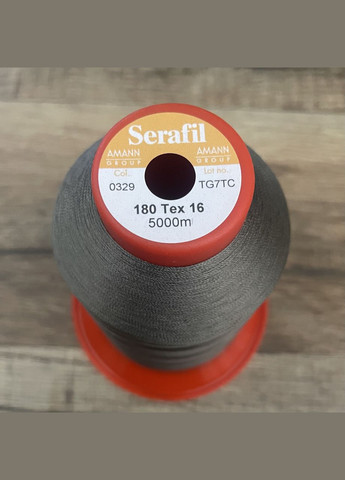 Serafil
AMANN GROUP AMANN GROUP
Col. Lot no.
0329 TG7TC
180 Tex 16
5000m